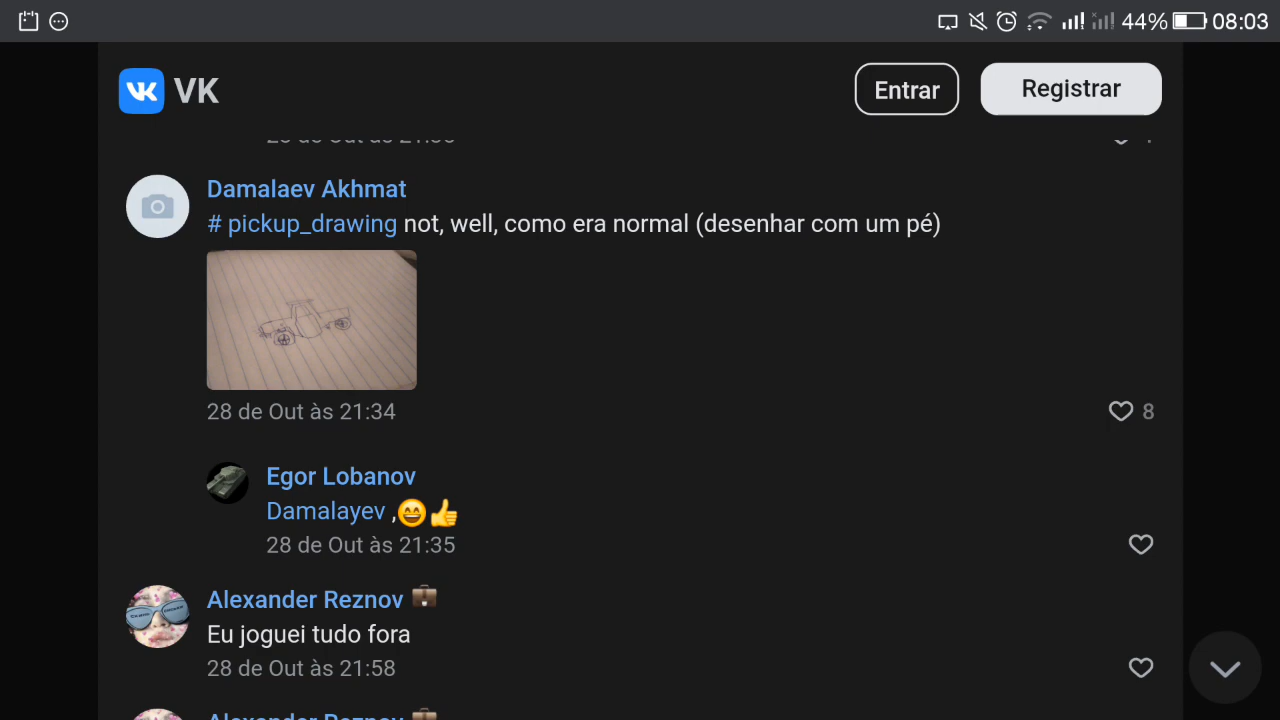 44% 08:03
VK
Entrar
Registrar
Damalaev Akhmat
# pickup_drawing not, well, como era normal (desenhar com um pé)
28 de Out às 21:34
8
Egor Lobanov
Damalayev ,😄👍
28 de Out às 21:35
Alexander Reznov
Eu joguei tudo fora
28 de Out às 21:58
Alexander Reznov